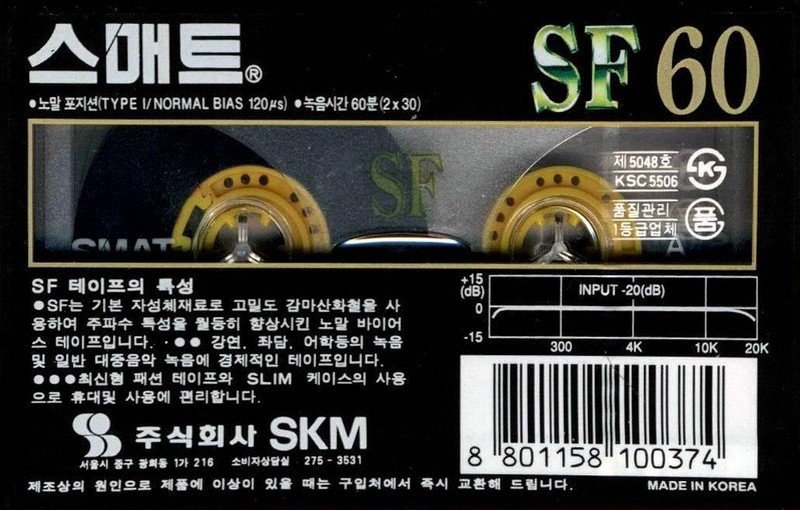 스매트®
SF 60
●노말 포지션(TYPE I/NORMAL BIAS 120μs) ●녹음시간 60분(2x30)
SF
제5048호
KSC5506
K
품질관리
1등급업체
품
SMAT
A
SF 테이프의 특성
●SF는 기본 자성체재료로 고밀도 감마산화철을 사
용하여 주파수 특성을 월등히 향상시킨 노말 바이어
스 테이프입니다. ·●● 강연, 좌담, 어학등의 녹음
및 일반 대중음악 녹음에 경제적인 테이프입니다.
●●●최신형 패션 테이프와 SLIM 케이스의 사용
으로 휴대및 사용에 편리합니다.
+15
(dB)
0
-15
INPUT -20(dB)
300 4K 10K 20K
주식회사 SKM
서울시 중구 광희동 1가 216 소비자상담실 275-3531
8 801158 100374
제조상의 원인으로 제품에 이상이 있을 때는 구입처에서 즉시 교환해 드립니다.
MADE IN KOREA